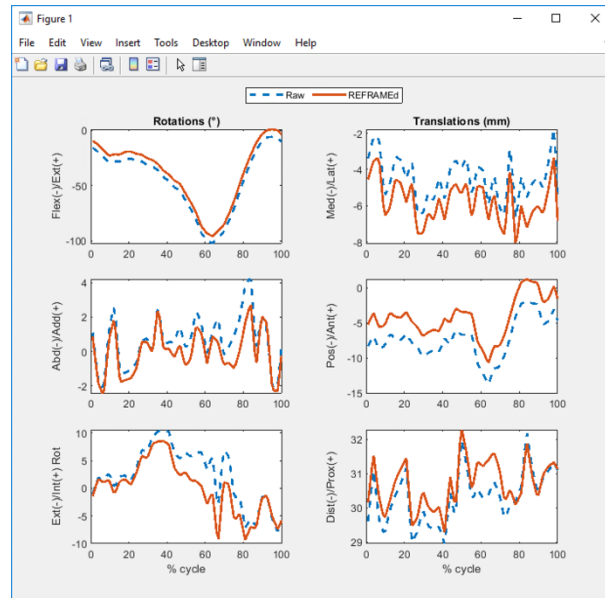 Figure 1
File Edit View Insert Tools Desktop Window Help
Raw REFRAMEd
Rotations (°)
Flex(-)/Ext(+)
0
-50
-100
0 20 40 60 80 100
Translations (mm)
Med(-)/Lat(+)
-2
-4
-6
-8
0 20 40 60 80 100
Abd(-)/Add(+)
4
2
0
-2
0 20 40 60 80 100
Pos(-)/Ant(+)
0
-5
-10
-15
0 20 40 60 80 100
Ext(-)/Int(+) Rot
10
5
0
-5
-10
0 20 40 60 80 100
% cycle
Dist(-)/Prox(+)
32
31
30
29
0 20 40 60 80 100
% cycle